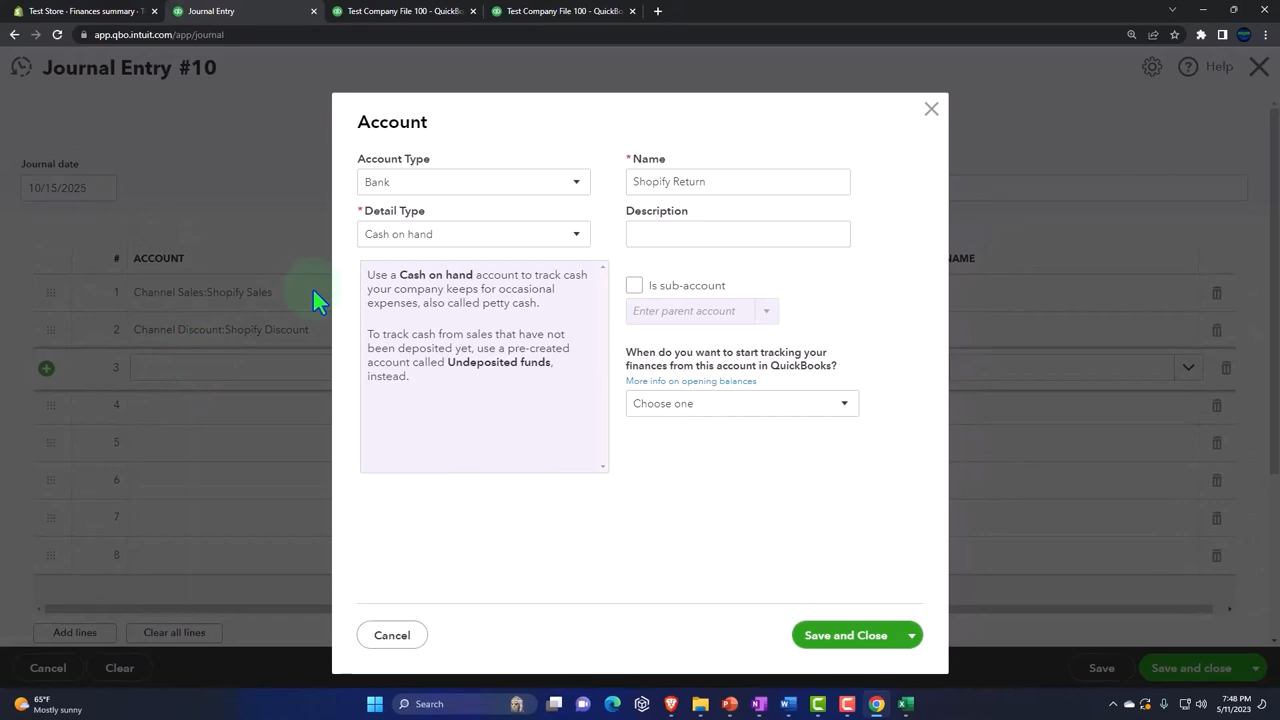 Test Store - Finances summary -
Journal Entry
Test Company File 100 - QuickBo
Test Company File 100 - QuickBo
app.qbo.intuit.com/app/journal
Journal Entry #10
Help
Account
Journal date
10/15/2025
Account Type
* Name
Bank
Shopify Return
* Detail Type
Description
Cash on hand
# ACCOUNT
NAME
Use a Cash on hand account to track cash
your company keeps for occasional
expenses, also called petty cash.
To track cash from sales that have not
been deposited yet, use a pre-created
account called Undeposited funds,
instead.
Is sub-account
Enter parent account
When do you want to start tracking your
finances from this account in QuickBooks?
More info on opening balances
Choose one
1 Channel Sales:Shopify Sales
2 Channel Discount:Shopify Discount
3
4
5
6
7
8
Add lines
Clear all lines
Cancel
Save and Close
Cancel
Clear
Save
Save and close
65°F
Mostly sunny
Search
7:48 PM
5/11/2023